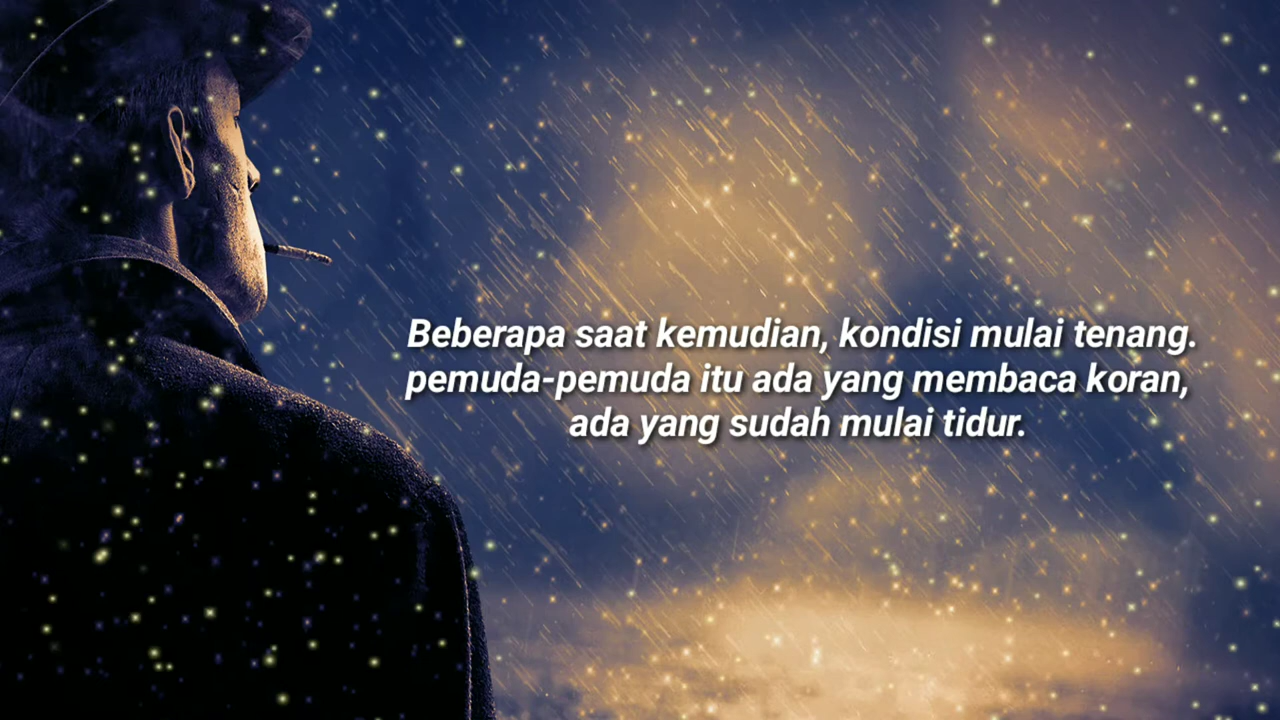 Beberapa saat kemudian, kondisi mulai tenang.
pemuda-pemuda itu ada yang membaca koran,
ada yang sudah mulai tidur.